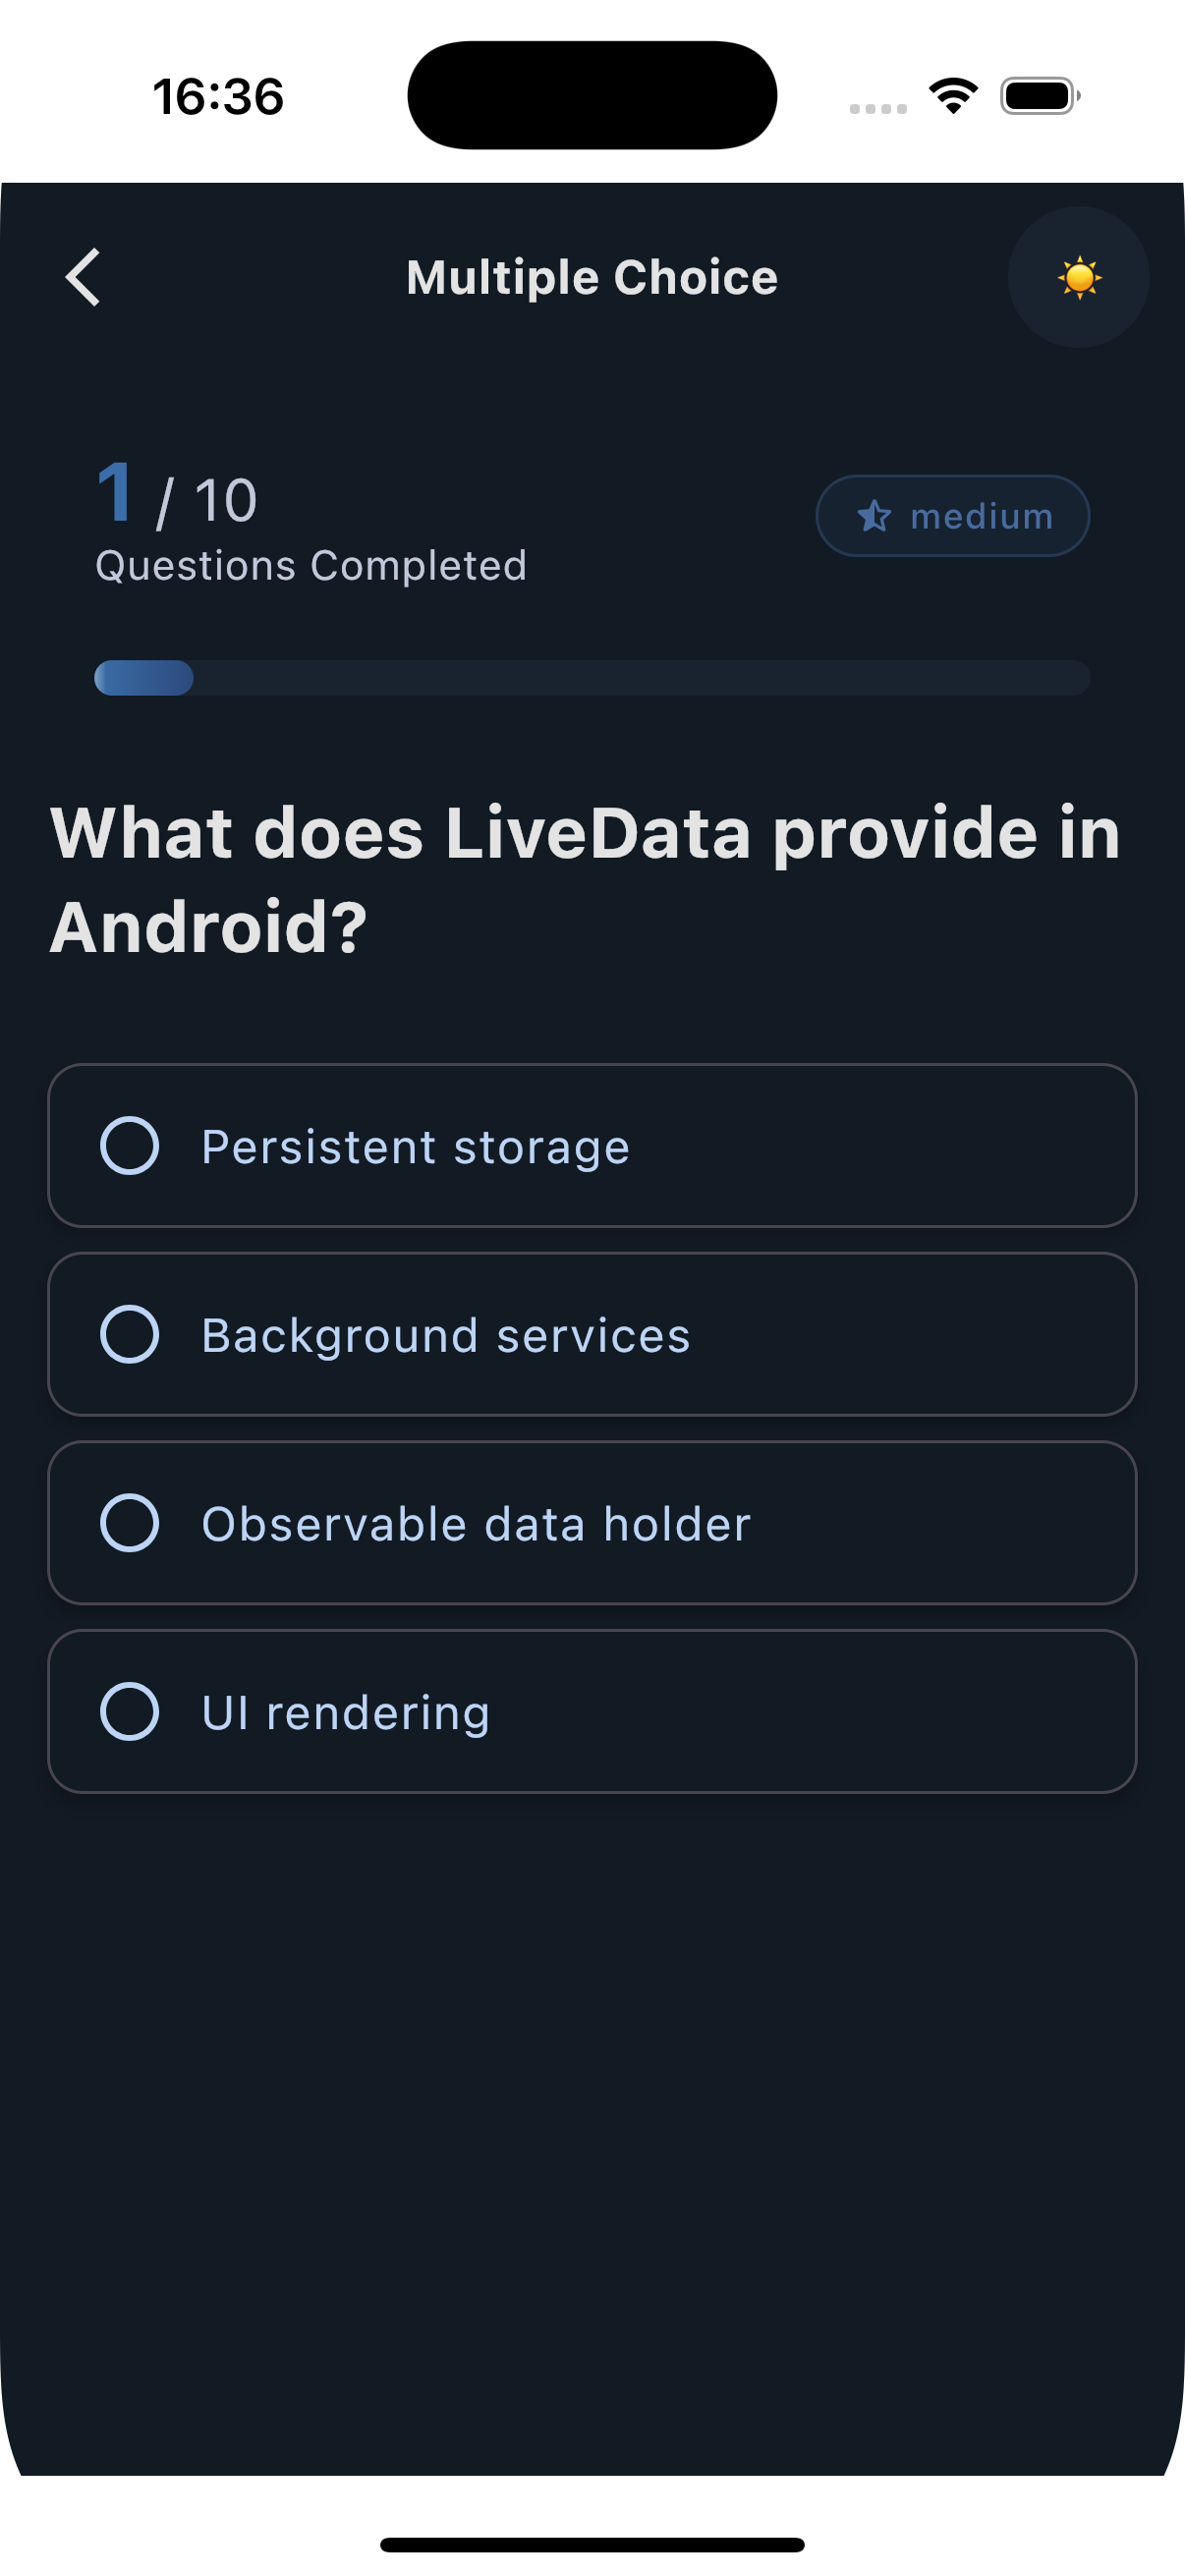 16:36
Multiple Choice
1 / 10
Questions Completed
medium
What does LiveData provide in
Android?
Persistent storage
Background services
Observable data holder
UI rendering